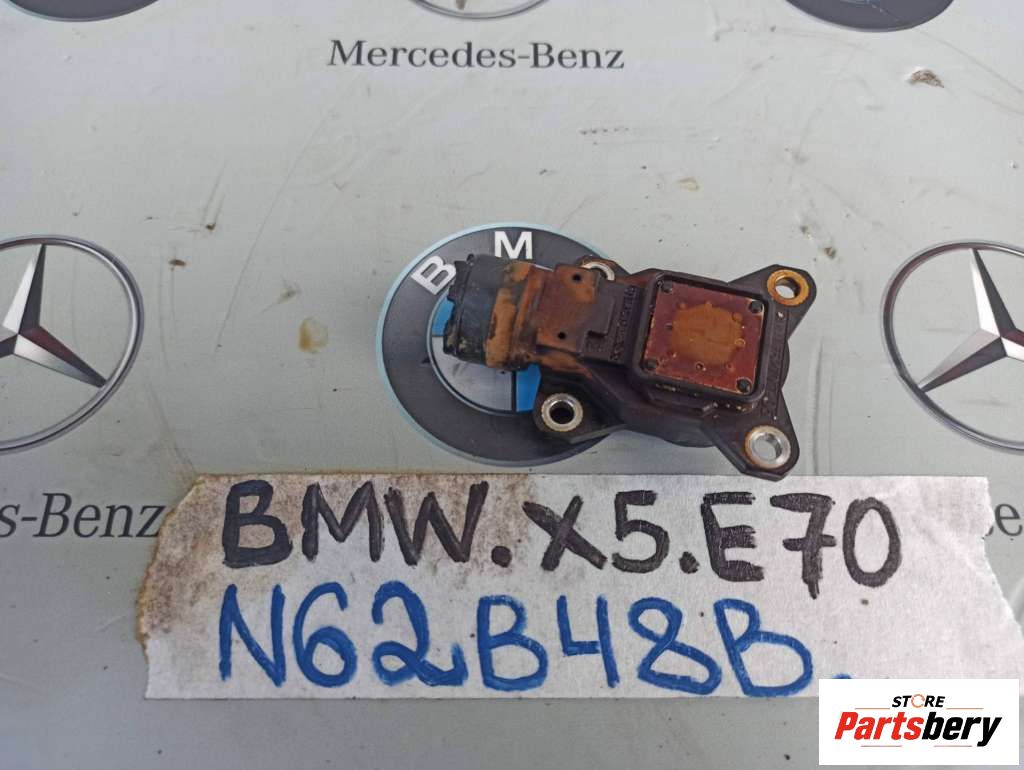 Mercedes-Benz
B M
s-Benz
BMW.X5.E70
N62B48B.
STORE
Partsbery